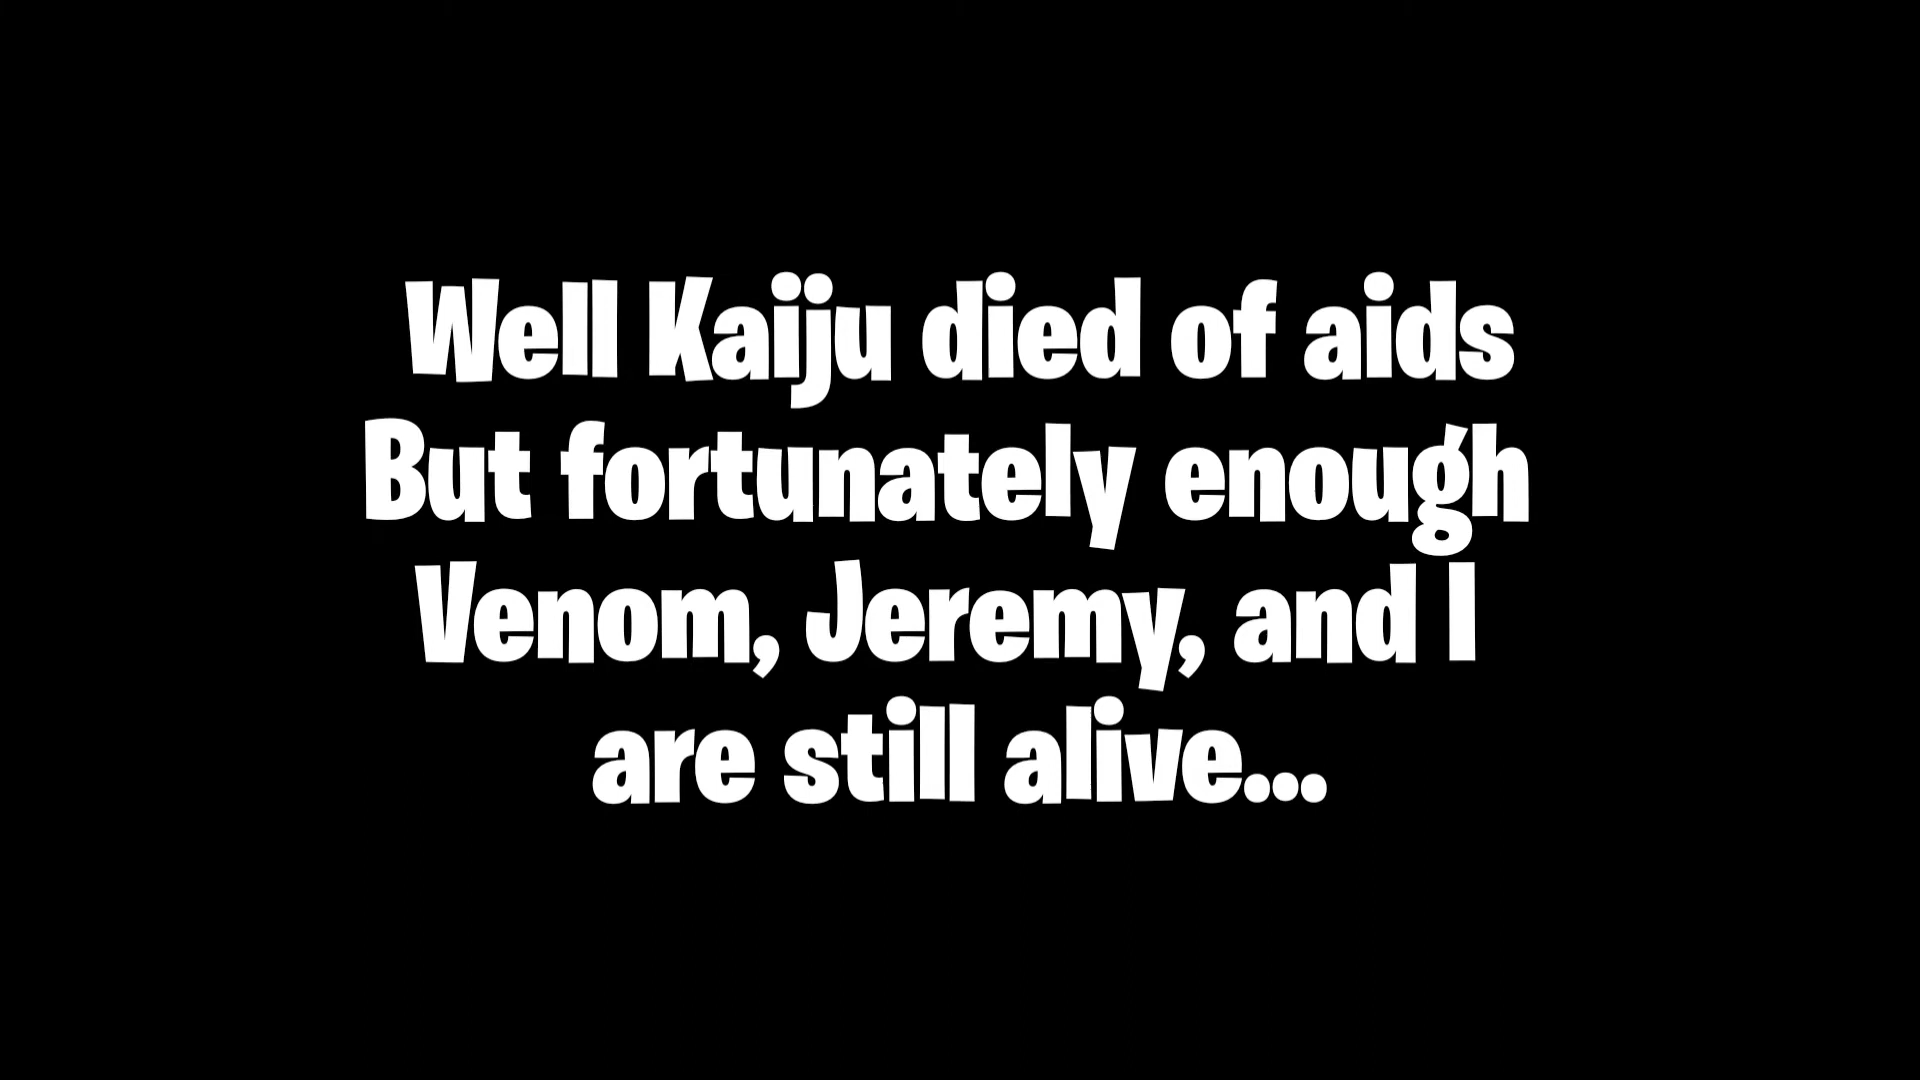 Well Kaiju died of aids
But fortunately enough
Venom, Jeremy, and I
are still alive...